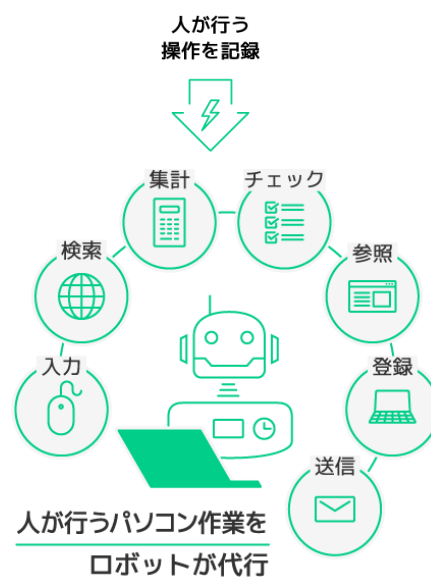 人が行う
操作を記録
集計
チェック
検索
参照
入力
登録
送信
人が行うパソコン作業を
ロボットが代行